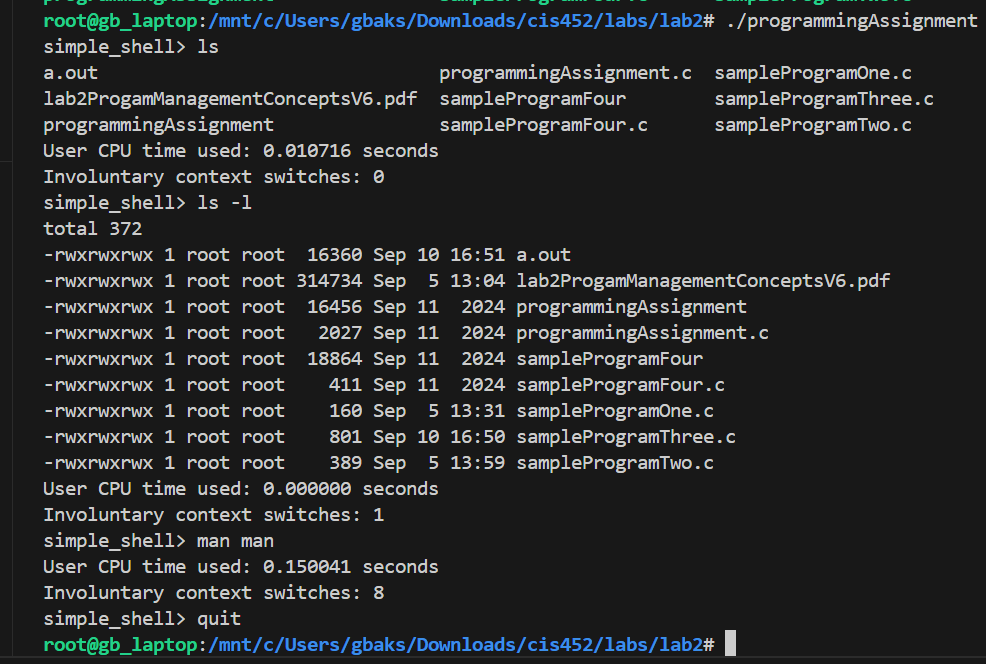 root@gb_laptop:/mnt/c/Users/gbaks/Downloads/cis452/labs/lab2# ./programmingAssignment
simple_shell> ls
a.out                               programmingAssignment.c  sampleProgramOne.c
lab2ProgamManagementConceptsV6.pdf  sampleProgramFour        sampleProgramThree.c
programmingAssignment               sampleProgramFour.c      sampleProgramTwo.c
User CPU time used: 0.010716 seconds
Involuntary context switches: 0
simple_shell> ls -l
total 372
-rwxrwxrwx 1 root root  16360 Sep 10 16:51 a.out
-rwxrwxrwx 1 root root 314734 Sep  5 13:04 lab2ProgamManagementConceptsV6.pdf
-rwxrwxrwx 1 root root  16456 Sep 11  2024 programmingAssignment
-rwxrwxrwx 1 root root   2027 Sep 11  2024 programmingAssignment.c
-rwxrwxrwx 1 root root  18864 Sep 11  2024 sampleProgramFour
-rwxrwxrwx 1 root root    411 Sep 11  2024 sampleProgramFour.c
-rwxrwxrwx 1 root root    160 Sep  5 13:31 sampleProgramOne.c
-rwxrwxrwx 1 root root    801 Sep 10 16:50 sampleProgramThree.c
-rwxrwxrwx 1 root root    389 Sep  5 13:59 sampleProgramTwo.c
User CPU time used: 0.000000 seconds
Involuntary context switches: 1
simple_shell> man man
User CPU time used: 0.150041 seconds
Involuntary context switches: 8
simple_shell> quit
root@gb_laptop:/mnt/c/Users/gbaks/Downloads/cis452/labs/lab2#